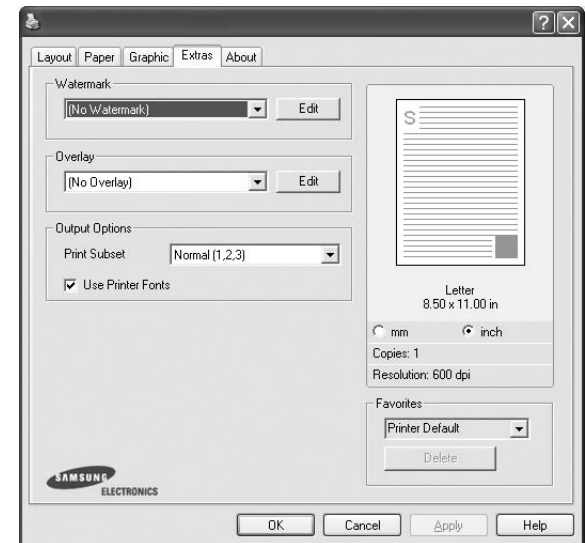 Layout Paper Graphic Extras About
Watermark
(No Watermark) Edit
Overlay
(No Overlay) Edit
Output Options
Print Subset Normal (1,2,3)
Use Printer Fonts
S
Letter
8.50 x 11.00 in
mm inch
Copies: 1
Resolution: 600 dpi
Favorites
Printer Default
Delete
SAMSUNG
ELECTRONICS
OK Cancel Apply Help